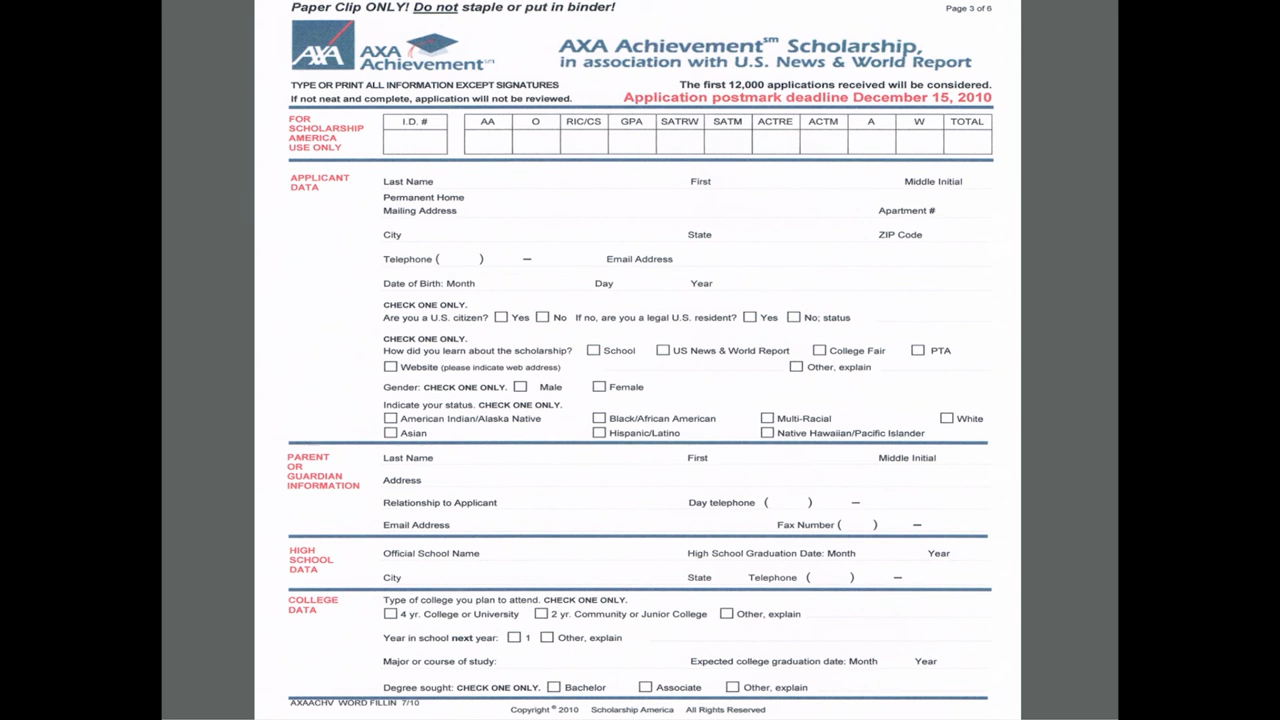 Paper Clip ONLY! Do not staple or put in binder!
Page 3 of 6
AXA
AXA Achievement℠
AXA Achievement℠ Scholarship,
in association with U.S. News & World Report
TYPE OR PRINT ALL INFORMATION EXCEPT SIGNATURES
If not neat and complete, application will not be reviewed.
The first 12,000 applications received will be considered.
Application postmark deadline December 15, 2010
FOR SCHOLARSHIP AMERICA USE ONLY
I.D. # AA O RIC/CS GPA SATRW SATM ACTRE ACTM A W TOTAL
APPLICANT DATA
Last Name First Middle Initial
Permanent Home
Mailing Address Apartment #
City State ZIP Code
Telephone ( ) – Email Address
Date of Birth: Month Day Year
CHECK ONE ONLY.
Are you a U.S. citizen? Yes No If no, are you a legal U.S. resident? Yes No; status
CHECK ONE ONLY.
How did you learn about the scholarship? School US News & World Report College Fair PTA
Website (please indicate web address) Other, explain
Gender: CHECK ONE ONLY. Male Female
Indicate your status. CHECK ONE ONLY.
American Indian/Alaska Native Black/African American Multi-Racial White
Asian Hispanic/Latino Native Hawaiian/Pacific Islander
PARENT OR GUARDIAN INFORMATION
Last Name First Middle Initial
Address
Relationship to Applicant Day telephone ( ) –
Email Address Fax Number ( ) –
HIGH SCHOOL DATA
Official School Name High School Graduation Date: Month Year
City State Telephone ( ) –
COLLEGE DATA
Type of college you plan to attend. CHECK ONE ONLY.
4 yr. College or University 2 yr. Community or Junior College Other, explain
Year in school next year: 1 Other, explain
Major or course of study: Expected college graduation date: Month Year
Degree sought: CHECK ONE ONLY. Bachelor Associate Other, explain
AXAACHV WORD FILLIN 7/10
Copyright ® 2010 Scholarship America All Rights Reserved